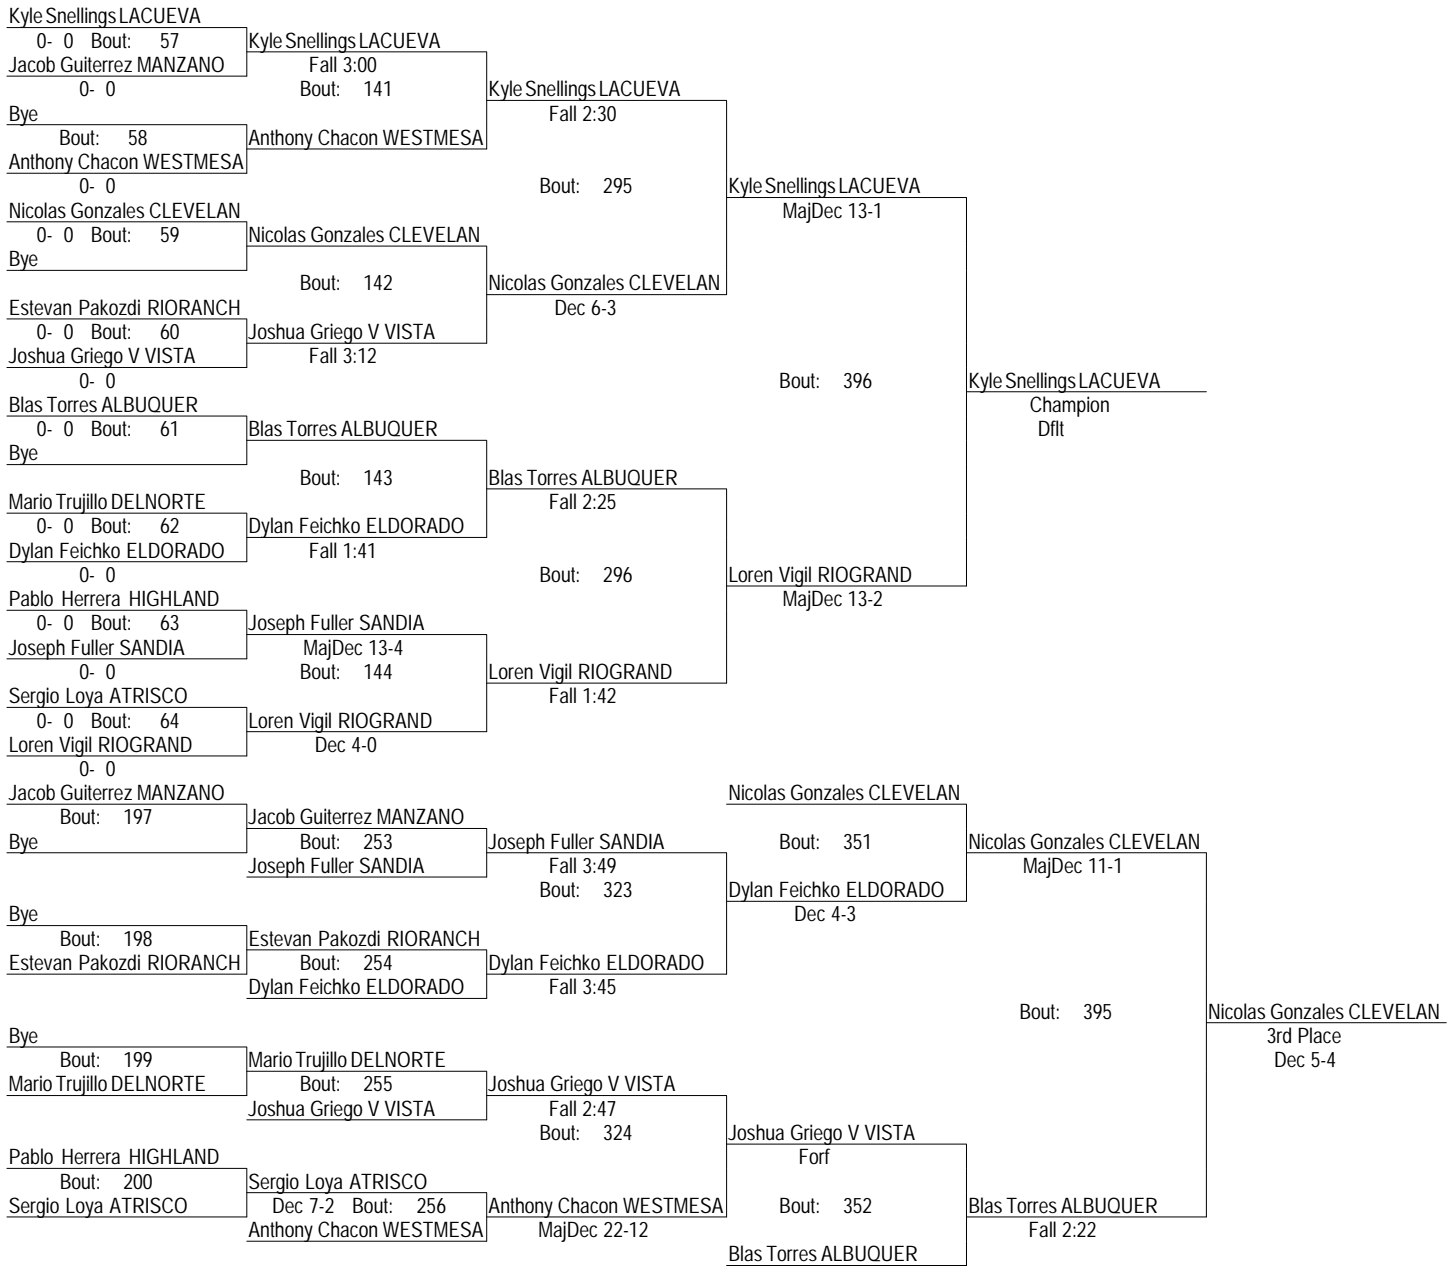 Kyle Snellings LACUEVA
0- 0 Bout: 57 Kyle Snellings LACUEVA
Jacob Guiterrez MANZANO Fall 3:00
0- 0 Bout: 141 Kyle Snellings LACUEVA
Bye Fall 2:30
Bout: 58 Anthony Chacon WESTMESA
Anthony Chacon WESTMESA
0- 0 Bout: 295 Kyle Snellings LACUEVA
Nicolas Gonzales CLEVELAN MajDec 13-1
0- 0 Bout: 59 Nicolas Gonzales CLEVELAN
Bye
Bout: 142 Nicolas Gonzales CLEVELAN
Estevan Pakozdi RIORANCH Dec 6-3
0- 0 Bout: 60 Joshua Griego V VISTA
Joshua Griego V VISTA Fall 3:12
0- 0 Bout: 396 Kyle Snellings LACUEVA
Blas Torres ALBUQUER Champion
0- 0 Bout: 61 Blas Torres ALBUQUER Dflt
Bye
Bout: 143 Blas Torres ALBUQUER
Mario Trujillo DELNORTE Fall 2:25
0- 0 Bout: 62 Dylan Feichko ELDORADO
Dylan Feichko ELDORADO Fall 1:41
0- 0 Bout: 296 Loren Vigil RIOGRAND
Pablo Herrera HIGHLAND MajDec 13-2
0- 0 Bout: 63 Joseph Fuller SANDIA
Joseph Fuller SANDIA MajDec 13-4
0- 0 Bout: 144 Loren Vigil RIOGRAND
Sergio Loya ATRISCO Fall 1:42
0- 0 Bout: 64 Loren Vigil RIOGRAND
Loren Vigil RIOGRAND Dec 4-0
0- 0
Jacob Guiterrez MANZANO Nicolas Gonzales CLEVELAN
Bout: 197 Jacob Guiterrez MANZANO
Bye Bout: 253 Joseph Fuller SANDIA Bout: 351 Nicolas Gonzales CLEVELAN
Joseph Fuller SANDIA Fall 3:49 MajDec 11-1
Bout: 323 Dylan Feichko ELDORADO
Bye Dec 4-3
Bout: 198 Estevan Pakozdi RIORANCH
Estevan Pakozdi RIORANCH Bout: 254 Dylan Feichko ELDORADO
Dylan Feichko ELDORADO Fall 3:45
Bout: 395 Nicolas Gonzales CLEVELAN
Bye 3rd Place
Bout: 199 Mario Trujillo DELNORTE Dec 5-4
Mario Trujillo DELNORTE Bout: 255 Joshua Griego V VISTA
Joshua Griego V VISTA Fall 2:47
Bout: 324 Joshua Griego V VISTA
Pablo Herrera HIGHLAND Forf
Bout: 200 Sergio Loya ATRISCO
Sergio Loya ATRISCO Dec 7-2 Bout: 256 Anthony Chacon WESTMESA Bout: 352 Blas Torres ALBUQUER
Anthony Chacon WESTMESA MajDec 22-12 Fall 2:22
Blas Torres ALBUQUER